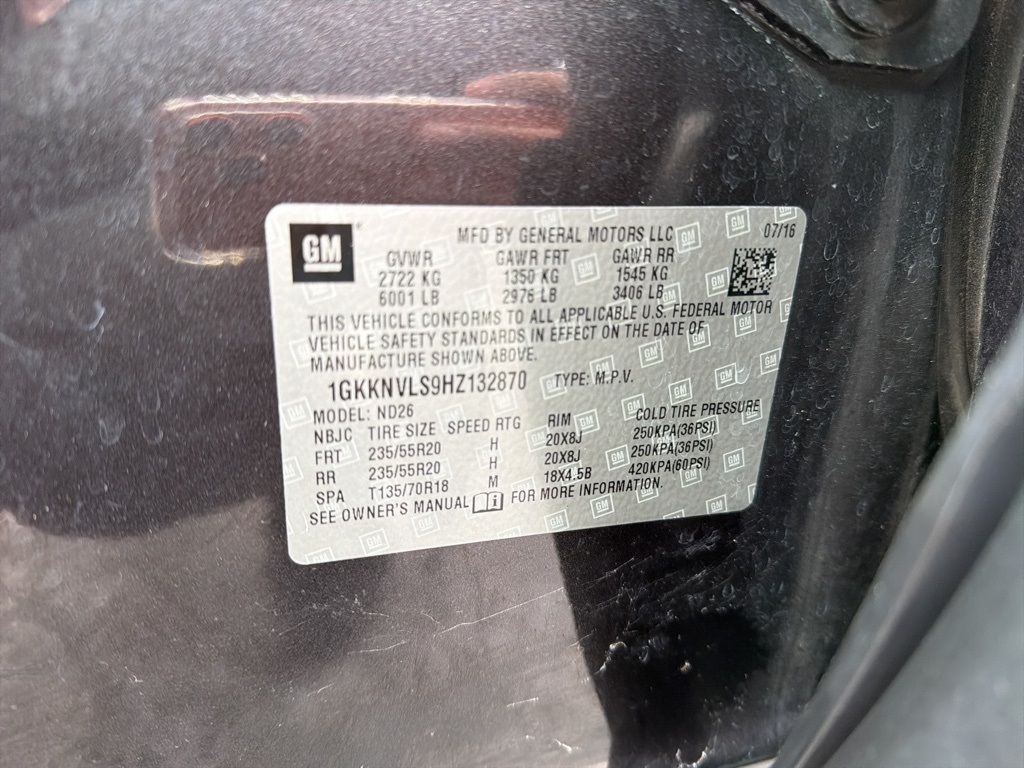 GM
MFD BY GENERAL MOTORS LLC 07/16
GVWR GAWR FRT GAWR RR
2722 KG 1350 KG 1545 KG
6001 LB 2976 LB 3406 LB
THIS VEHICLE CONFORMS TO ALL APPLICABLE U.S. FEDERAL MOTOR
VEHICLE SAFETY STANDARDS IN EFFECT ON THE DATE OF
MANUFACTURE SHOWN ABOVE.
1GKKNVLS9HZ132870 TYPE: M.P.V.
MODEL: ND26
NBJC TIRE SIZE SPEED RTG RIM COLD TIRE PRESSURE
FRT 235/55R20 H 20X8J 250KPA(36PSI)
RR 235/55R20 H 20X8J 250KPA(36PSI)
SPA T135/70R18 M 18X4.5B 420KPA(60PSI)
SEE OWNER'S MANUAL i FOR MORE INFORMATION.